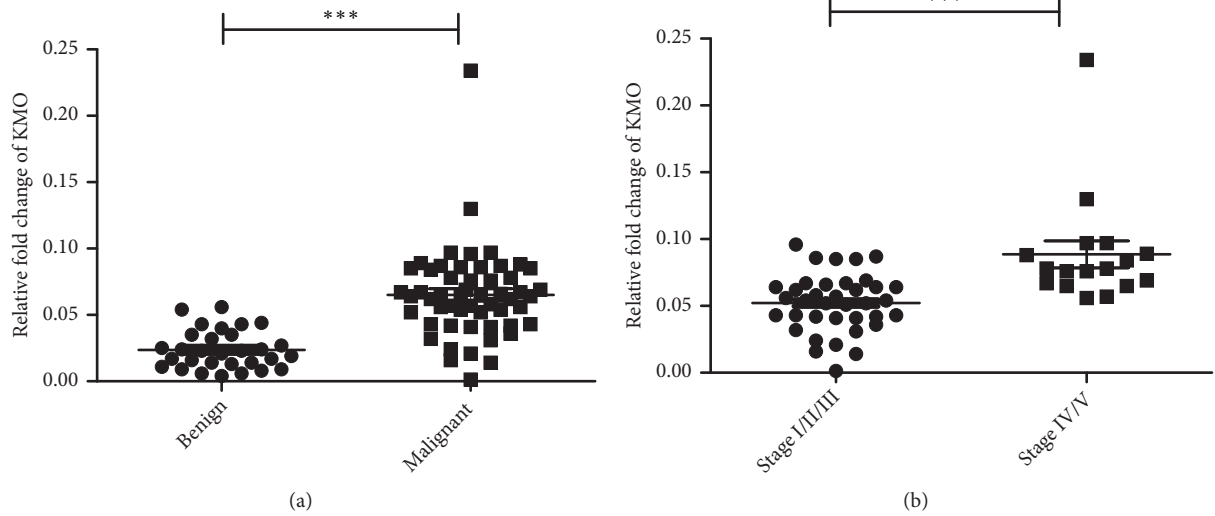 ***
0.25
0.20
0.15
0.10
0.05
0.00
Relative fold change of KMO
Benign
Malignant
(a)
0.25
0.20
0.15
0.10
0.05
0.00
Relative fold change of KMO
Stage I/II/III
Stage IV/V
(b)